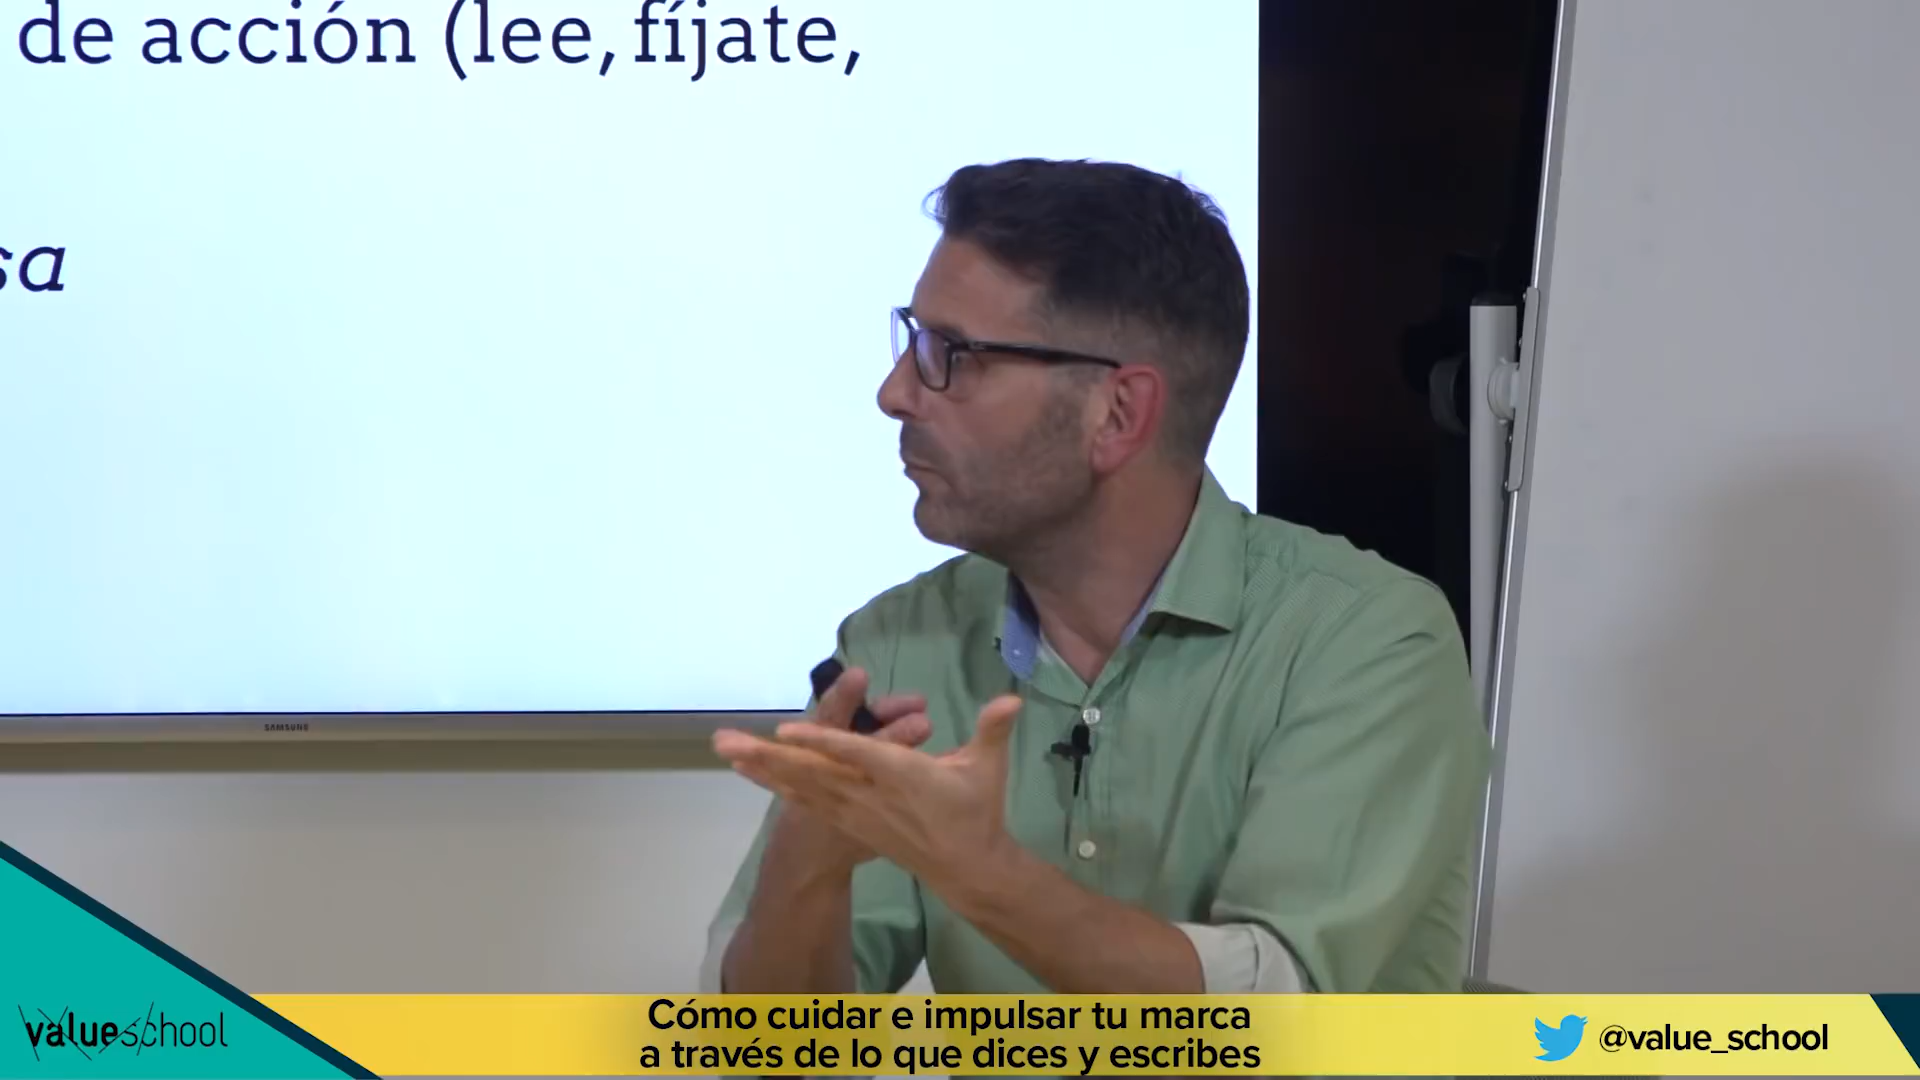 de acción (lee, fíjate,
sa
SAMSUNG
valueschool
Cómo cuidar e impulsar tu marca
a través de lo que dices y escribes
@value_school